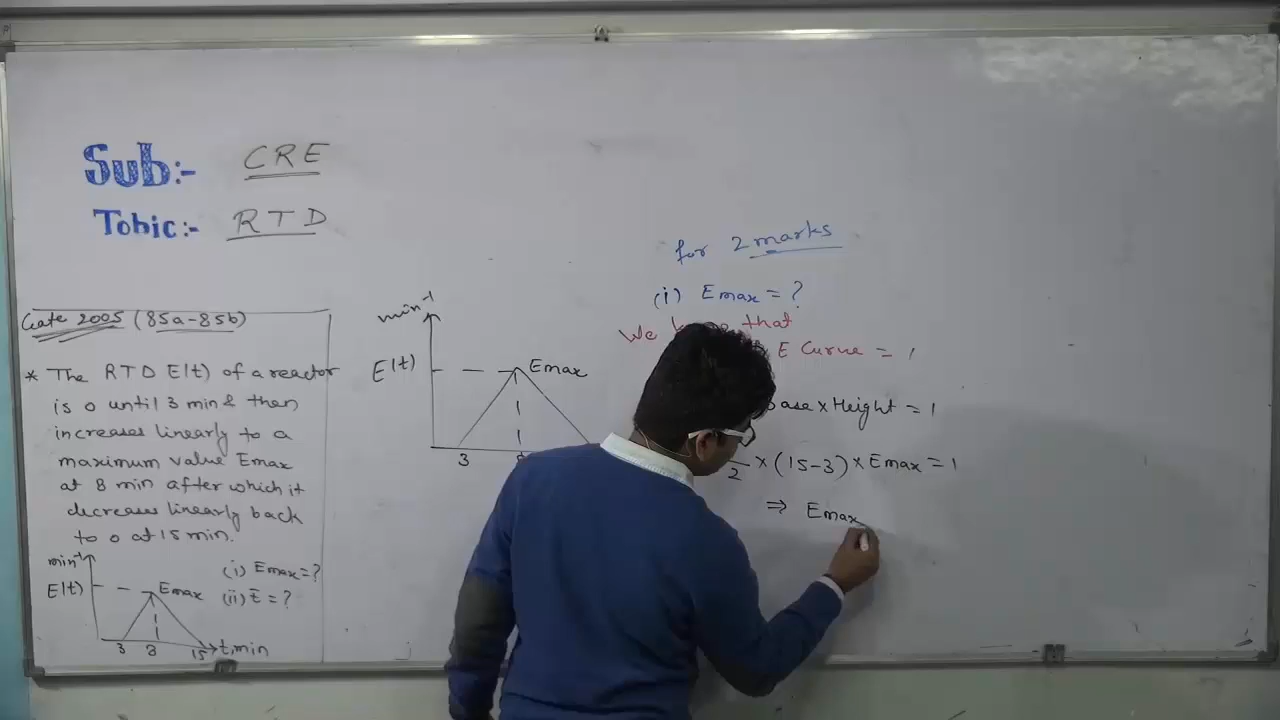 Sub:- CRE
Tobic:- RTD
Gate 2005 (85a-85b)
* The RTD E(t) of a reactor
is 0 until 3 min & then
increases linearly to a
maximum value Emax
at 8 min after which it
decreases linearly back
to 0 at 15 min.
min⁻¹
E(t)
Emax
3 8 15 → t, min
(i) Emax = ?
(ii) t̄ = ?
min⁻¹
E(t)
Emax
3
for 2 marks
(i) Emax = ?
We that
E Curve = 1
Base x Height = 1
2 x (15-3) x Emax = 1
⇒ Emax